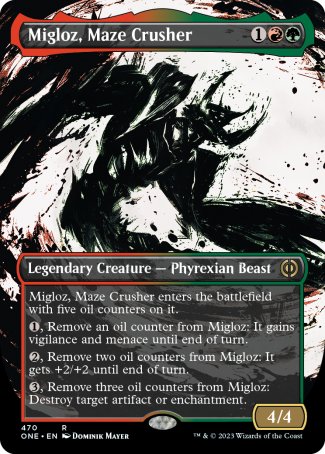 Migloz, Maze Crusher 1
Legendary Creature — Phyrexian Beast
Migloz, Maze Crusher enters the battlefield
with five oil counters on it.
1, Remove an oil counter from Migloz: It gains
vigilance and menace until end of turn.
2, Remove two oil counters from Migloz: It
gets +2/+2 until end of turn.
3, Remove three oil counters from Migloz:
Destroy target artifact or enchantment.
4/4
470 R
ONE • EN DOMINIK MAYER
™ & © 2023 Wizards of the Coast